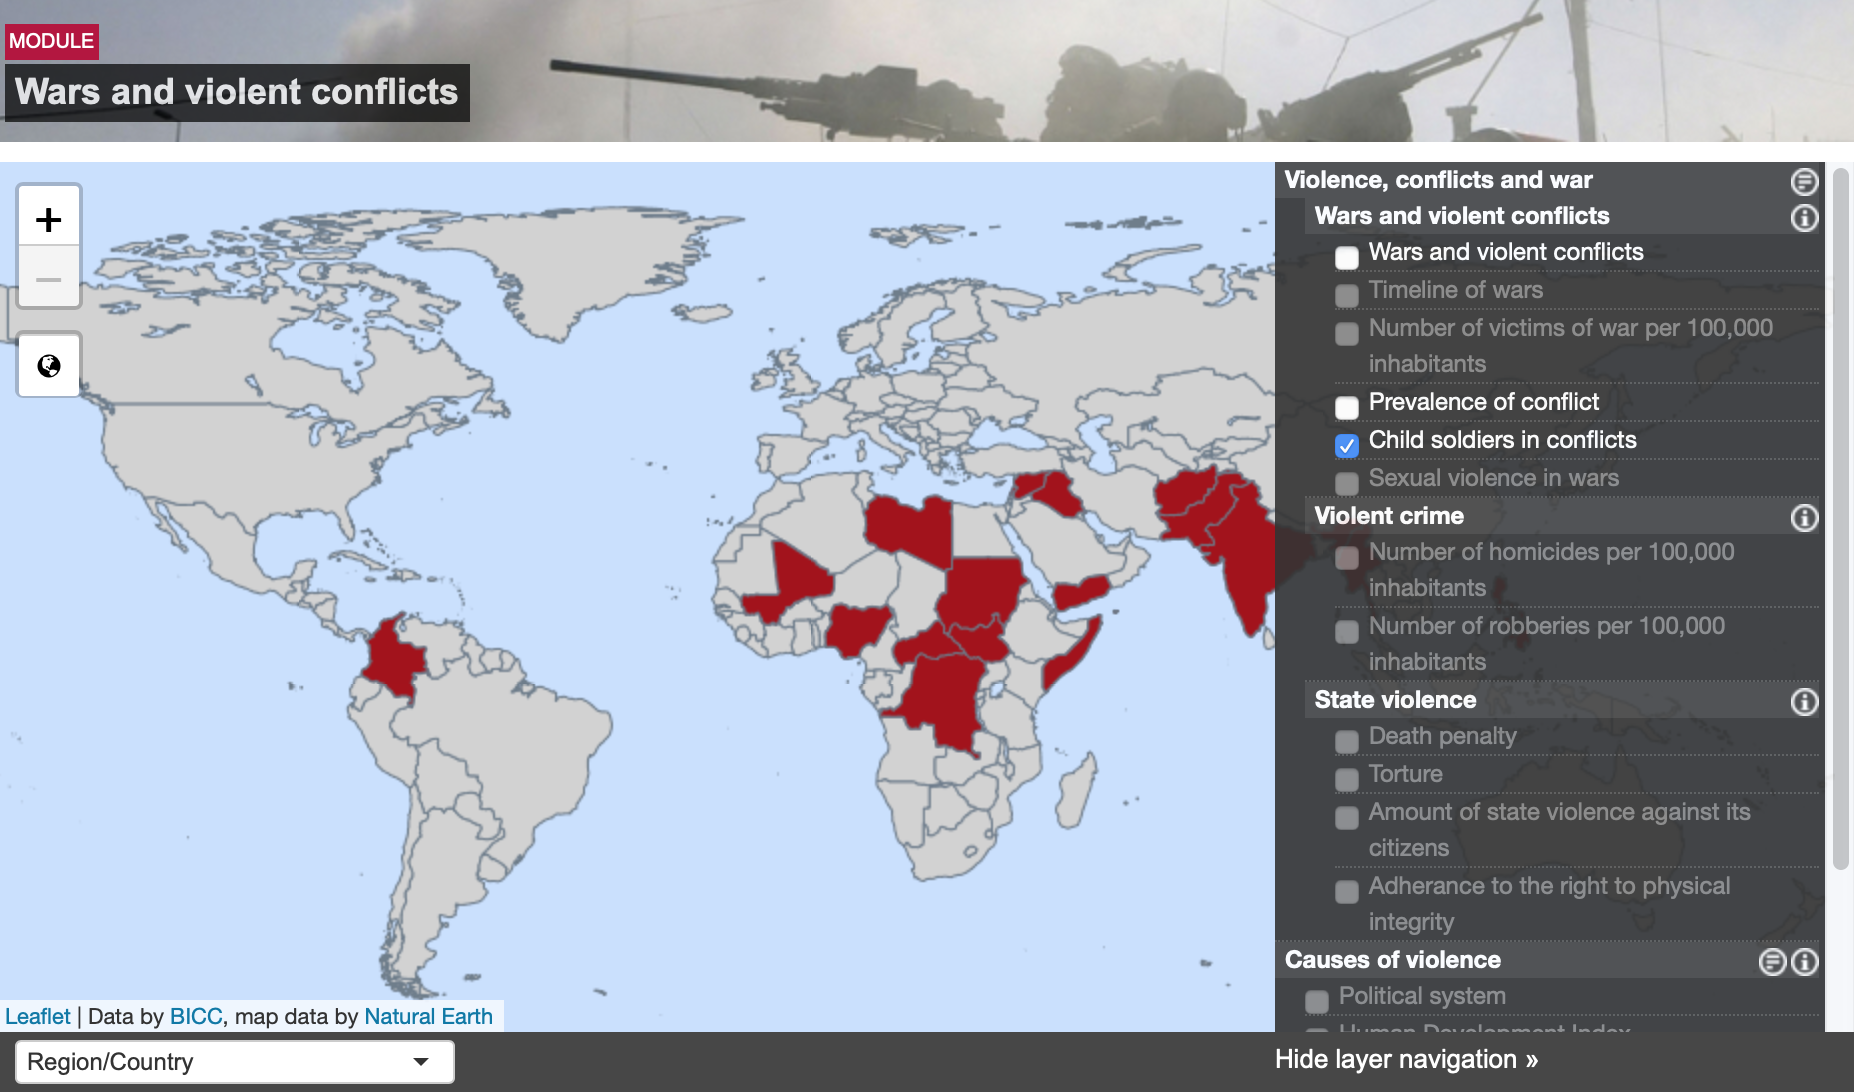 MODULE
Wars and violent conflicts
+
−
Violence, conflicts and war
Wars and violent conflicts
Wars and violent conflicts
Timeline of wars
Number of victims of war per 100,000
inhabitants
Prevalence of conflict
Child soldiers in conflicts
Sexual violence in wars
Violent crime
Number of homicides per 100,000
inhabitants
Number of robberies per 100,000
inhabitants
State violence
Death penalty
Torture
Amount of state violence against its
citizens
Adherance to the right to physical
integrity
Causes of violence
Political system
Human Development Index
Leaflet | Data by BICC, map data by Natural Earth
Region/Country
Hide layer navigation »